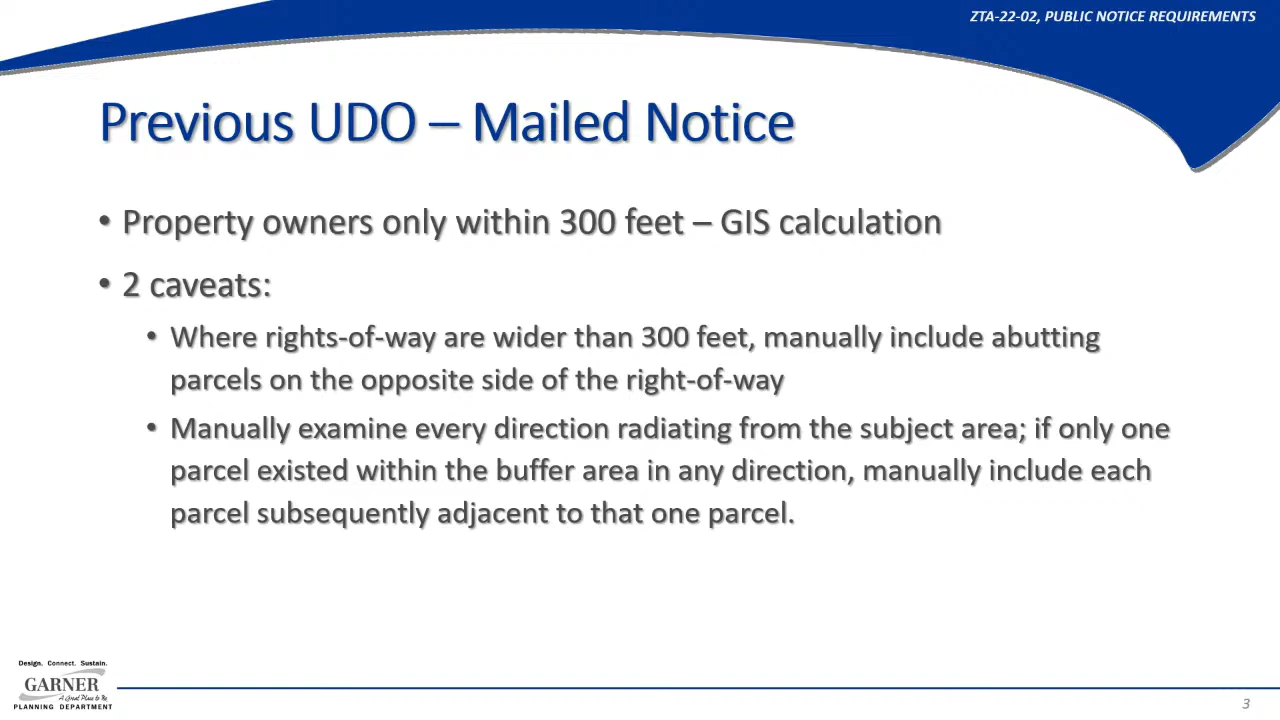 ZTA-22-02, PUBLIC NOTICE REQUIREMENTS
Previous UDO – Mailed Notice
• Property owners only within 300 feet – GIS calculation
• 2 caveats:
• Where rights-of-way are wider than 300 feet, manually include abutting
parcels on the opposite side of the right-of-way
• Manually examine every direction radiating from the subject area; if only one
parcel existed within the buffer area in any direction, manually include each
parcel subsequently adjacent to that one parcel.
Design. Connect. Sustain.
GARNER
A Great Place to Be
PLANNING DEPARTMENT
3